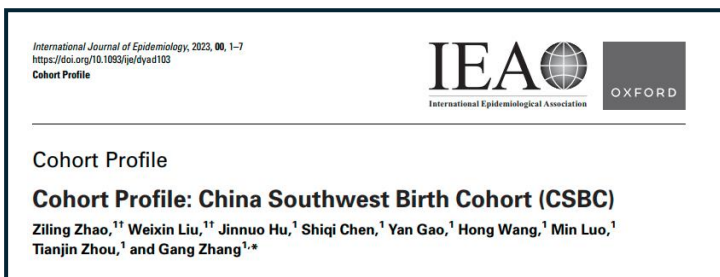 International Journal of Epidemiology, 2023, 00, 1–7
https://doi.org/10.1093/ije/dyad103
Cohort Profile
IEA
International Epidemiological Association
OXFORD
Cohort Profile
Cohort Profile: China Southwest Birth Cohort (CSBC)
Ziling Zhao,1† Weixin Liu,1† Jinnuo Hu,1 Shiqi Chen,1 Yan Gao,1 Hong Wang,1 Min Luo,1
Tianjin Zhou,1 and Gang Zhang1,*